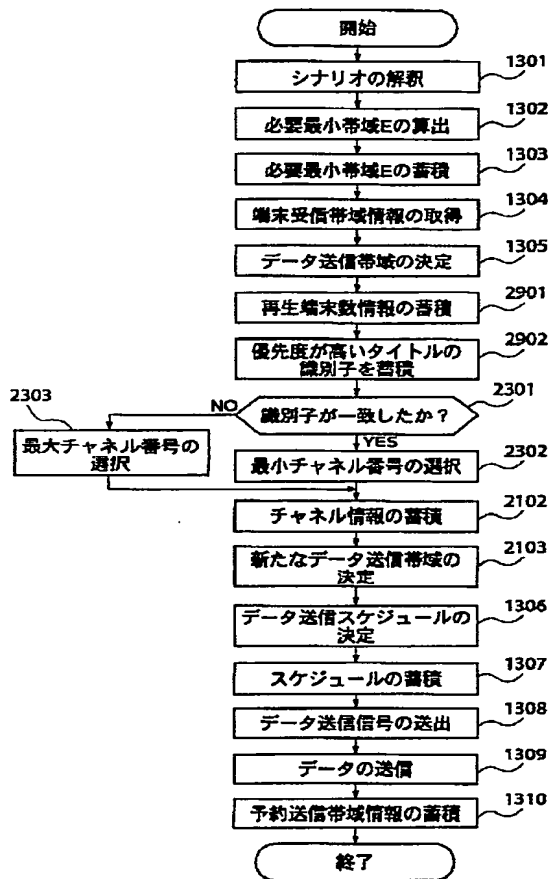 開始
シナリオの解釈
1301
必要最小帯域Eの算出
1302
必要最小帯域Eの蓄積
1303
端末受信帯域情報の取得
1304
データ送信帯域の決定
1305
再生端末数情報の蓄積
2901
優先度が高いタイトルの
識別子を蓄積
2902
識別子が一致したか?
2301
NO
YES
2303
最大チャネル番号の
選択
最小チャネル番号の選択
2302
チャネル情報の蓄積
2102
新たなデータ送信帯域の
決定
2103
データ送信スケジュールの
決定
1306
スケジュールの蓄積
1307
データ送信信号の送出
1308
データの送信
1309
予約送信帯域情報の蓄積
1310
終了